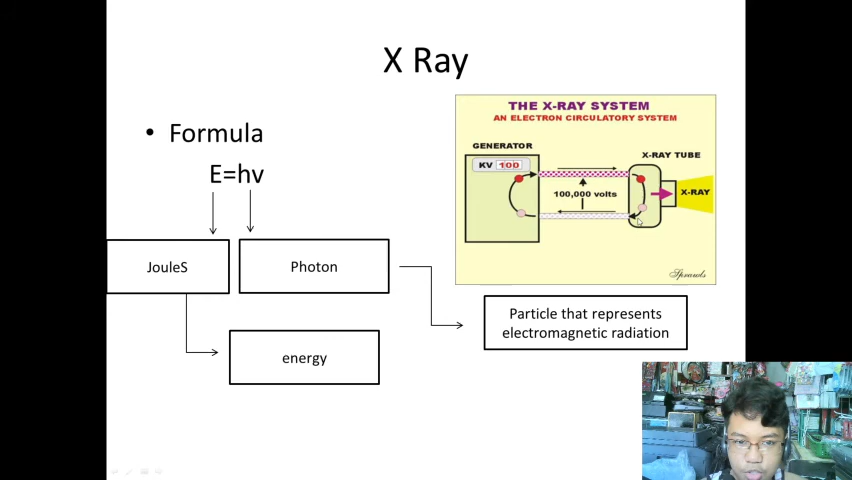 X Ray
• Formula
E=hv
JouleS
Photon
energy
THE X-RAY SYSTEM
AN ELECTRON CIRCULATORY SYSTEM
GENERATOR
KV 100
X-RAY TUBE
100,000 volts
X-RAY
Sprawls
Particle that represents
electromagnetic radiation